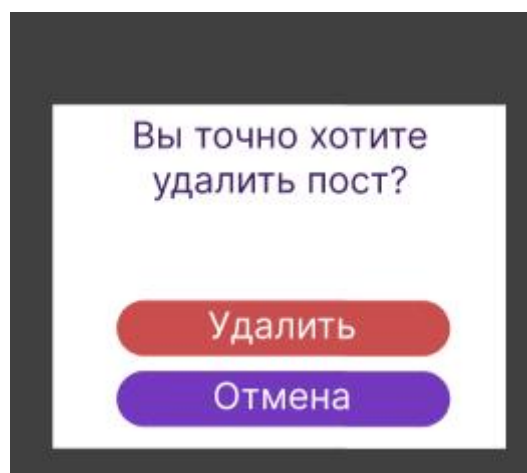 Вы точно хотите
удалить пост?
Удалить
Отмена